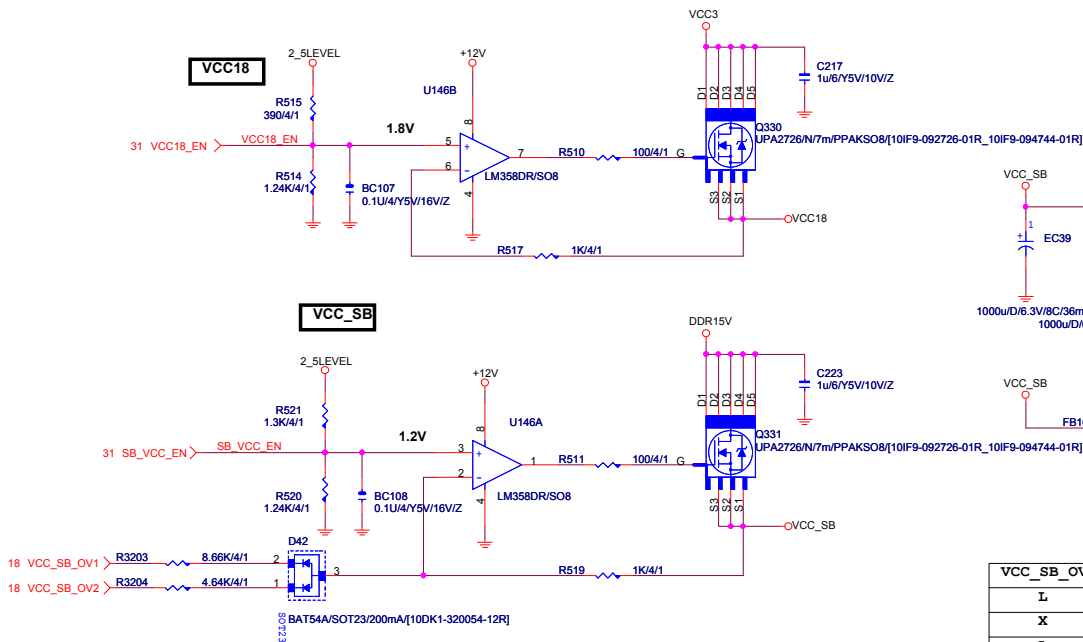 VCC18
2_5LEVEL
R515
390/4/1
31 VCC18_EN
VCC18_EN
R514
1.24K/4/1
BC107
0.1U/4/Y5V/16V/Z
1.8V
+12V
U146B
8
5
+
6
-
7
4
LM358DR/SO8
R510
100/4/1
G
R517
1K/4/1
VCC3
D1
D2
D3
D4
D5
C217
1u/6/Y5V/10V/Z
Q330
UPA2726/N/7m/PPAKSO8/[10IF9-092726-01R_10IF9-094744-01R]
S3
S2
S1
VCC18
VCC_SB
1
+
EC39
1000u/D/6.3V/8C/36m
1000u/D/
VCC_SB
2_5LEVEL
R521
1.3K/4/1
31 SB_VCC_EN
SB_VCC_EN
R520
1.24K/4/1
BC108
0.1U/4/Y5V/16V/Z
1.2V
+12V
U146A
8
3
+
2
-
1
4
LM358DR/SO8
R511
100/4/1
G
DDR15V
D1
D2
D3
D4
D5
C223
1u/6/Y5V/10V/Z
Q331
UPA2726/N/7m/PPAKSO8/[10IF9-092726-01R_10IF9-094744-01R]
S3
S2
S1
VCC_SB
VCC_SB
FB1
18 VCC_SB_OV1
R3203
8.66K/4/1
18 VCC_SB_OV2
R3204
4.64K/4/1
D42
2
1
3
SOT23
BAT54A/SOT23/200mA/[10DK1-320054-12R]
R519
1K/4/1
VCC_SB_OV
L
X